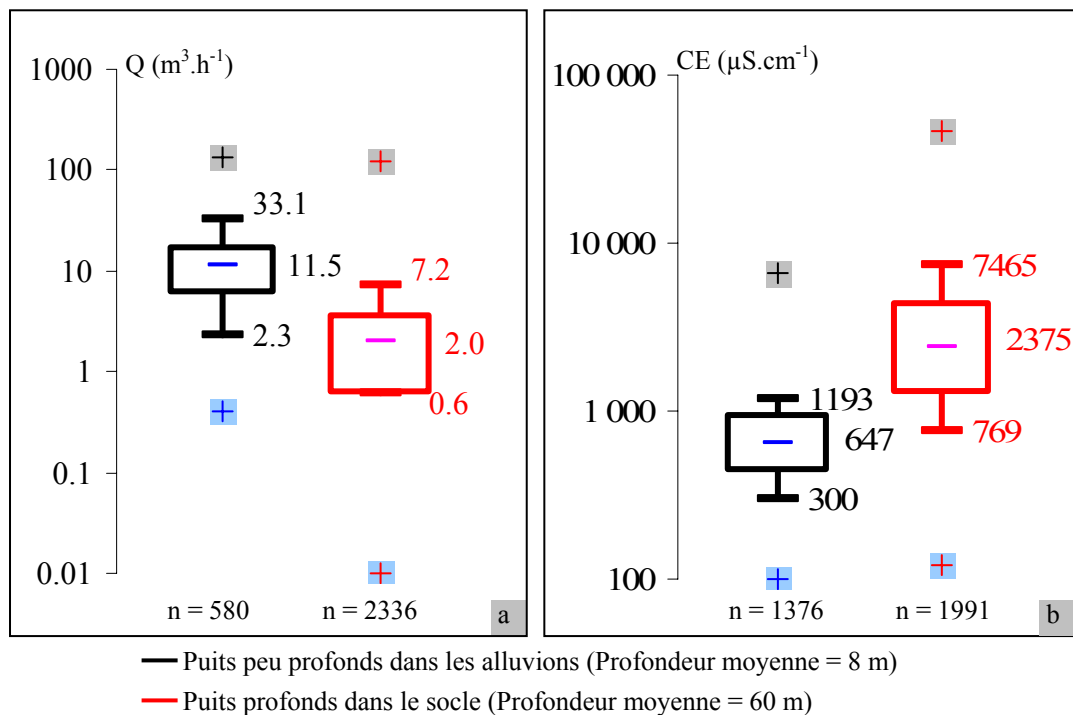 Q (m³.h⁻¹)
1000
100
10
1
0.1
0.01
33.1
11.5
2.3
7.2
2.0
0.6
n = 580
n = 2336
a
CE (µS.cm⁻¹)
100 000
10 000
1 000
100
1193
647
300
7465
2375
769
n = 1376
n = 1991
b
Puits peu profonds dans les alluvions (Profondeur moyenne = 8 m)
Puits profonds dans le socle (Profondeur moyenne = 60 m)